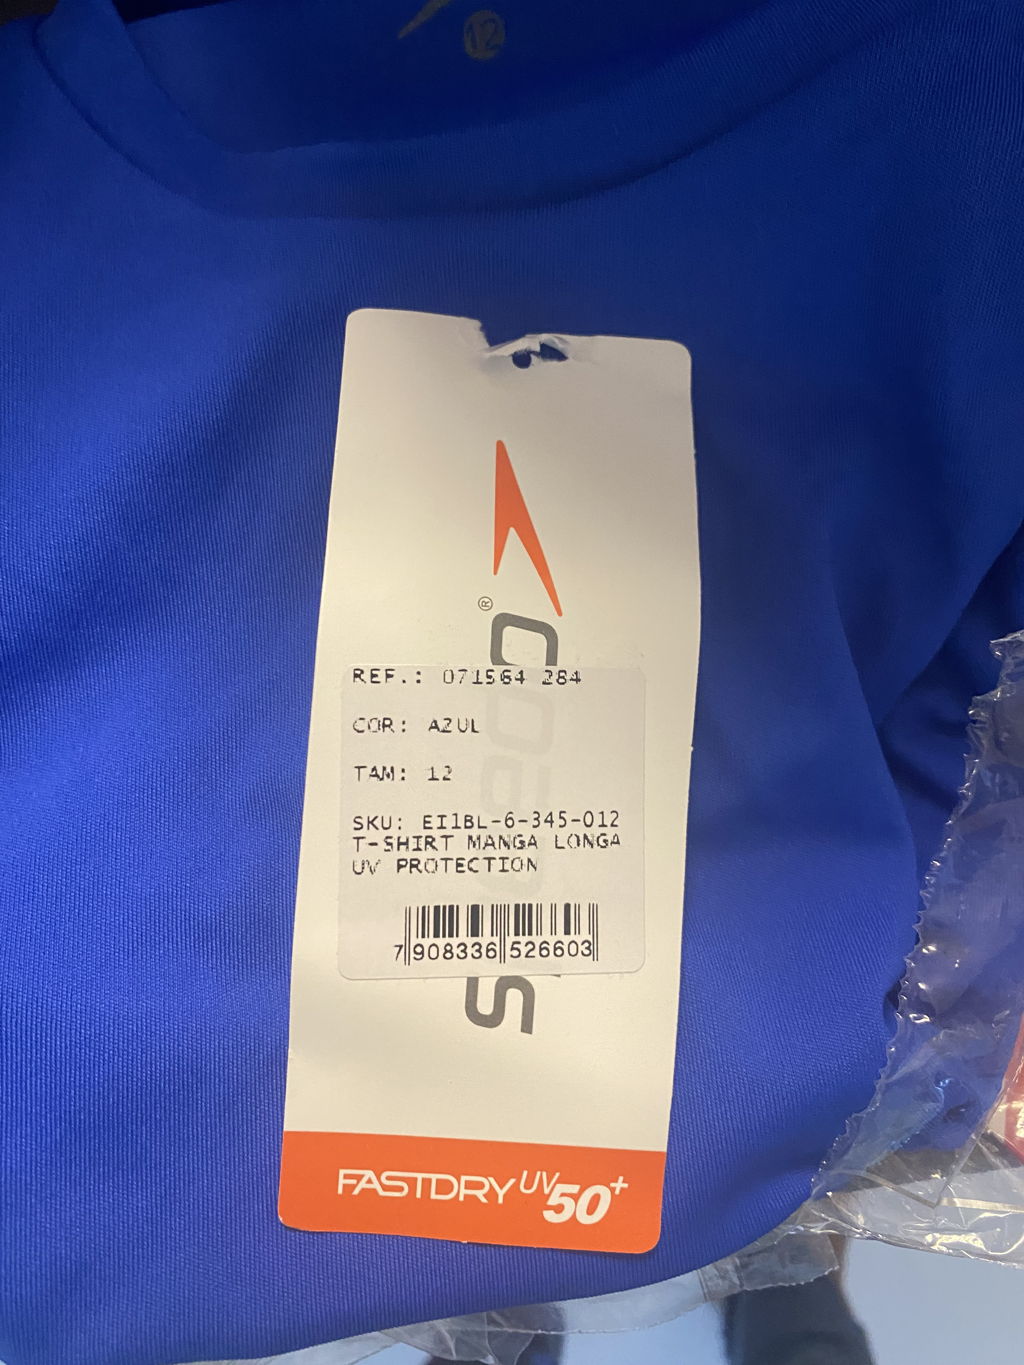 12
®
REF.: 071564 284
COR: AZUL
TAM: 12
SKU: EI1BL-6-345-012
T-SHIRT MANGA LONGA
UV PROTECTION
7 908336 526603
speedo
FASTDRY UV 50+